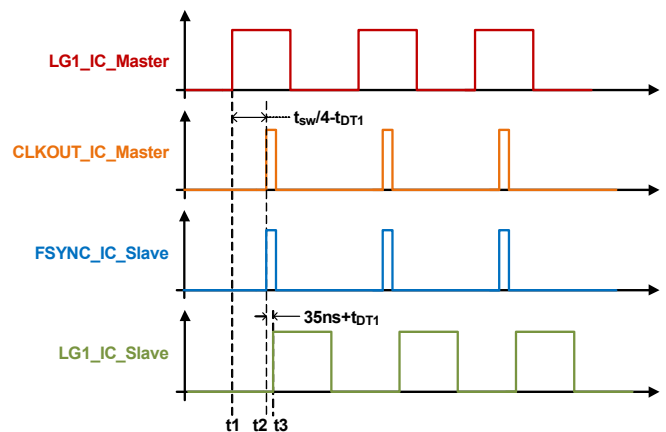 LG1_IC_Master
tsw/4-tDT1
CLKOUT_IC_Master
FSYNC_IC_Slave
35ns+tDT1
LG1_IC_Slave
t1 t2 t3